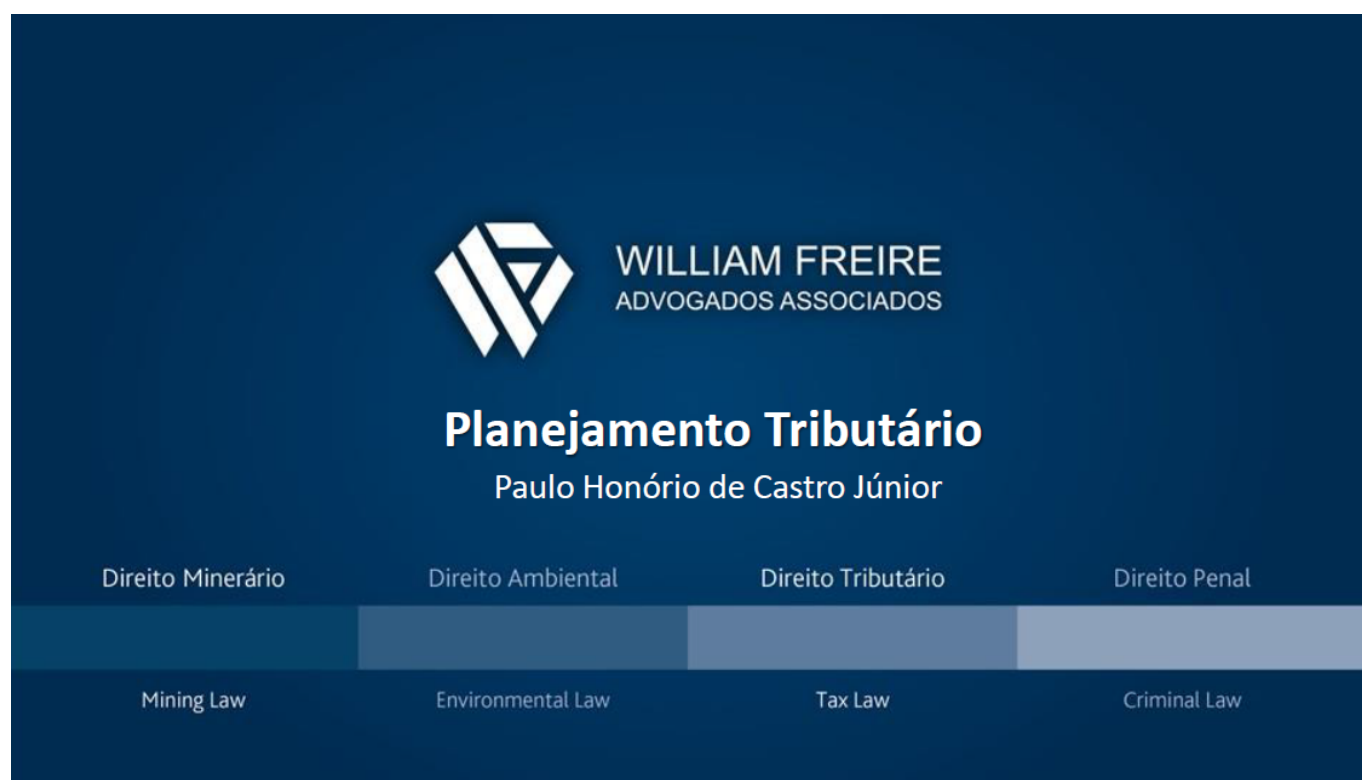 WILLIAM FREIRE
ADVOGADOS ASSOCIADOS
Planejamento Tributário
Paulo Honório de Castro Júnior
Direito Minerário
Direito Ambiental
Direito Tributário
Direito Penal
Mining Law
Environmental Law
Tax Law
Criminal Law